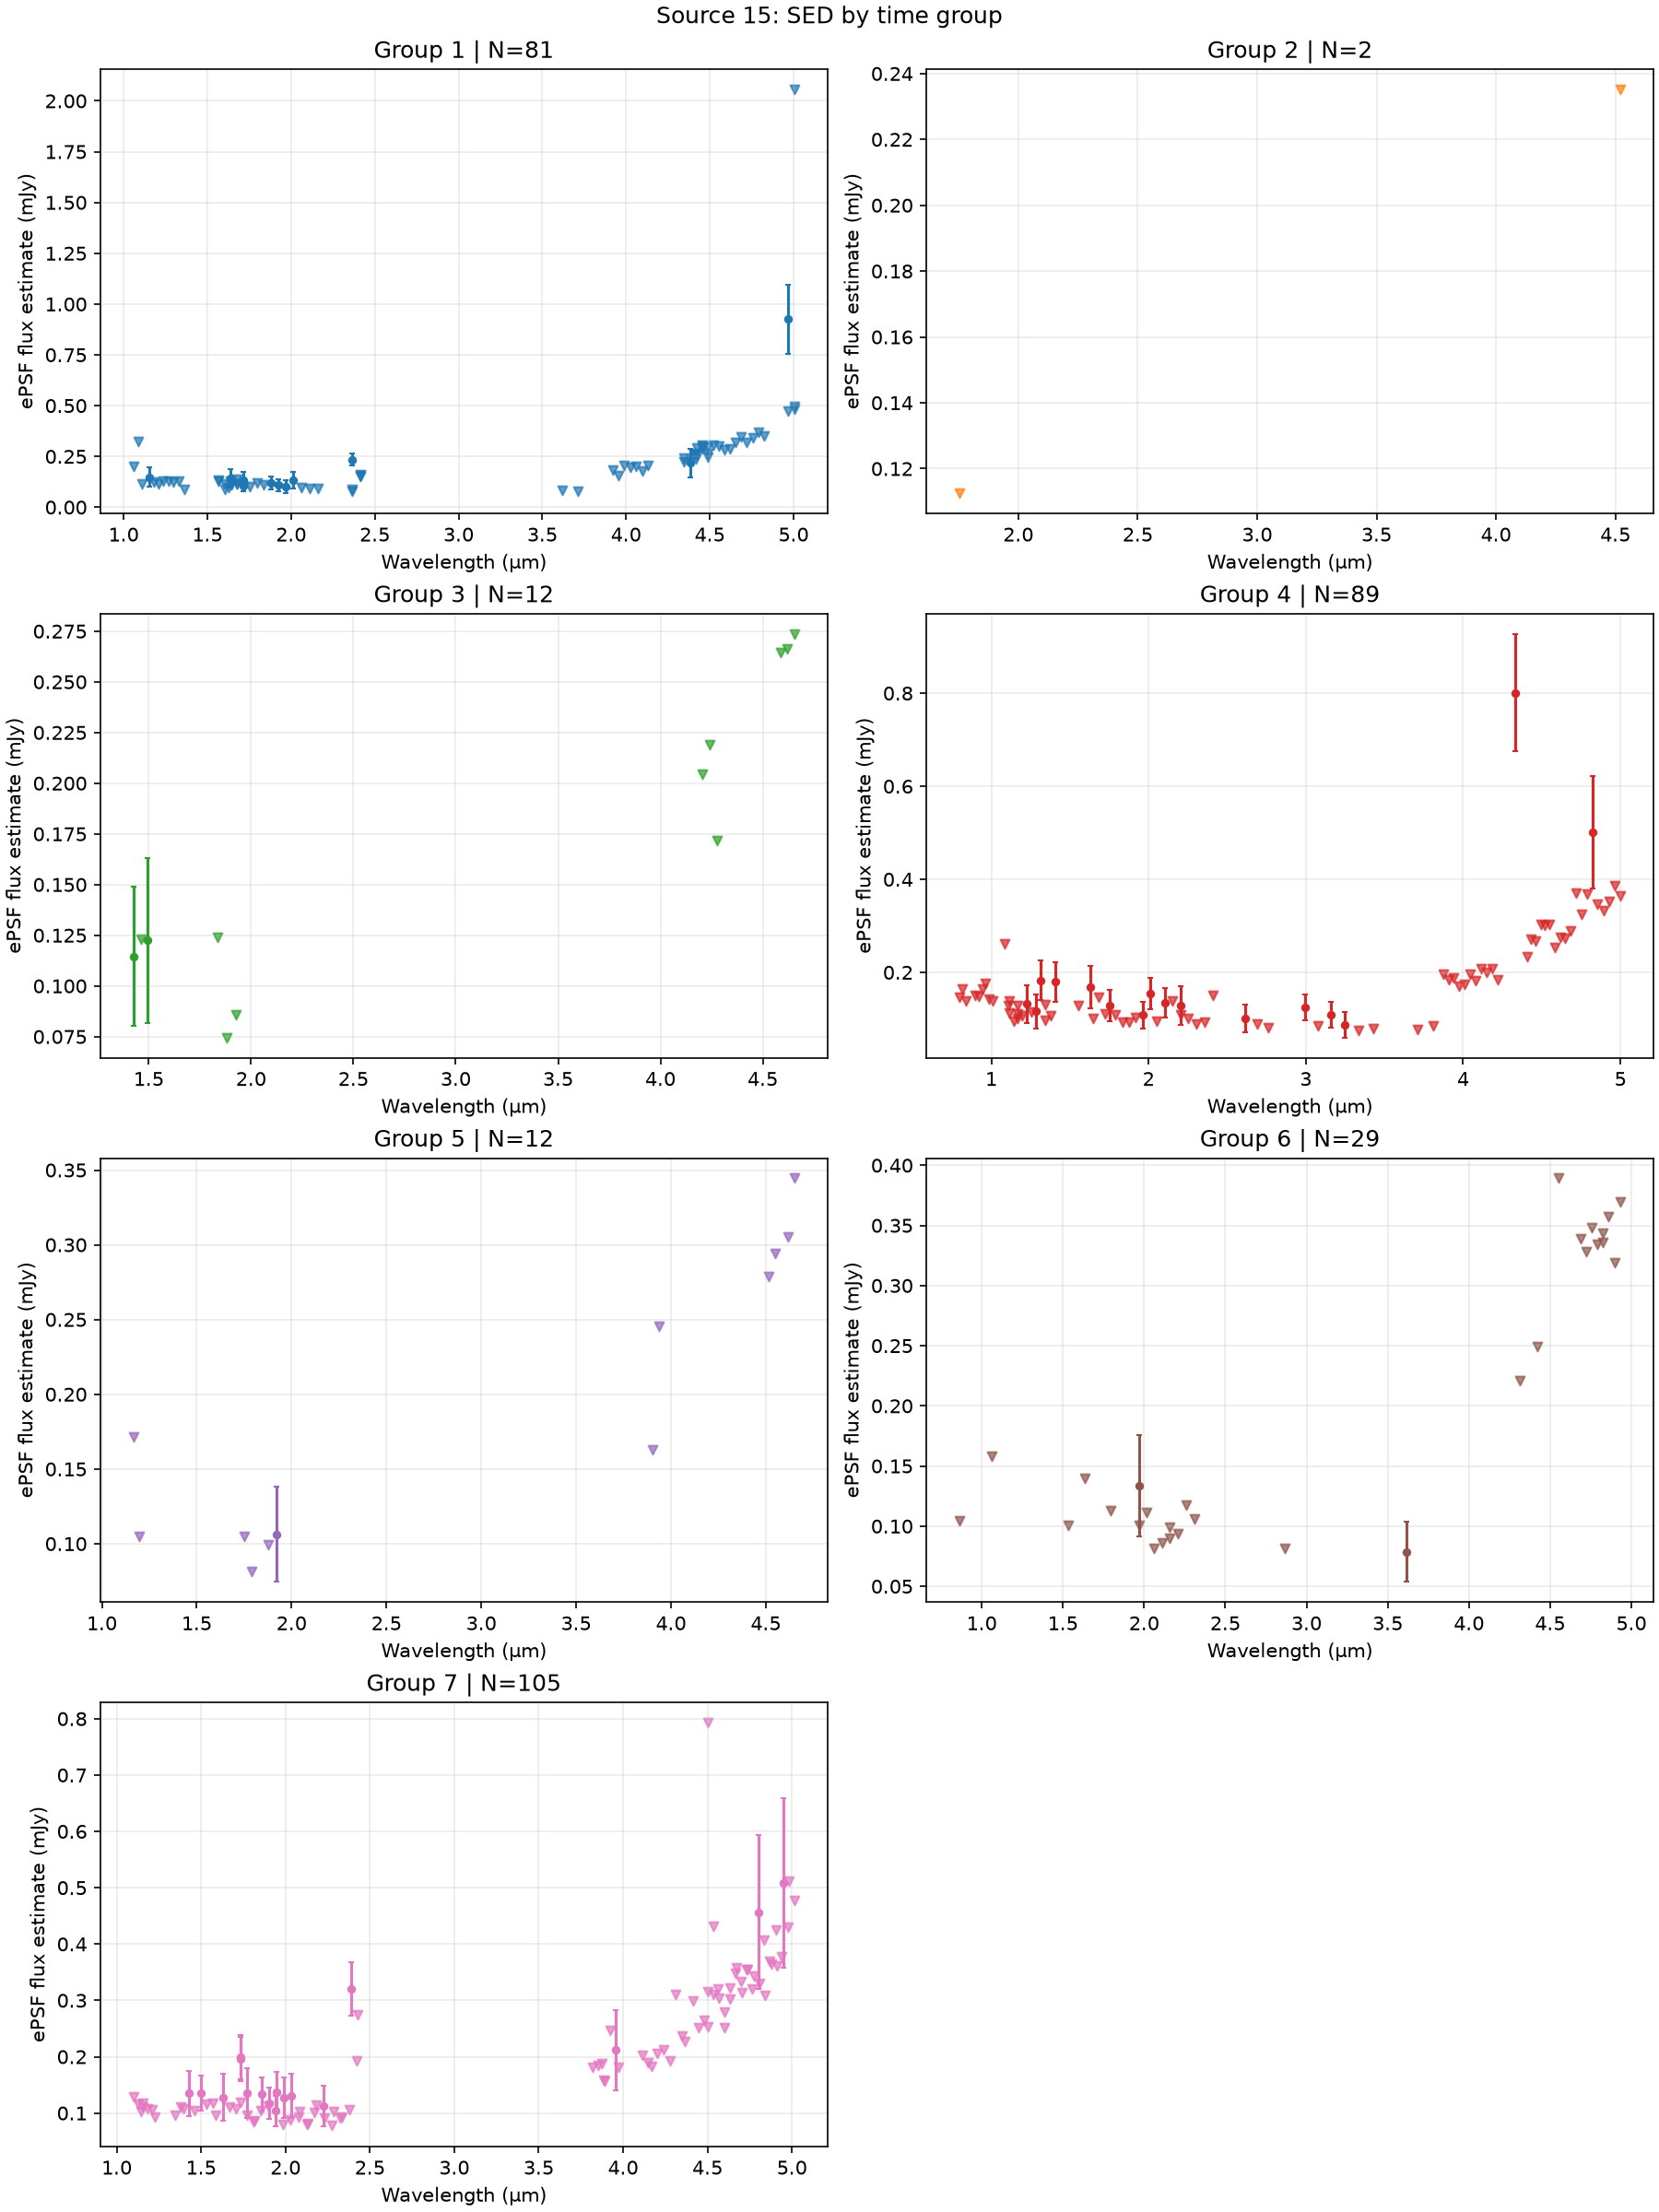 Source 15: SED by time group
Group 1 | N=81
ePSF flux estimate (mJy)
2.00
1.75
1.50
1.25
1.00
0.75
0.50
0.25
0.00
1.0 1.5 2.0 2.5 3.0 3.5 4.0 4.5 5.0
Wavelength (μm)
Group 2 | N=2
ePSF flux estimate (mJy)
0.24
0.22
0.20
0.18
0.16
0.14
0.12
2.0 2.5 3.0 3.5 4.0 4.5
Wavelength (μm)
Group 3 | N=12
ePSF flux estimate (mJy)
0.275
0.250
0.225
0.200
0.175
0.150
0.125
0.100
0.075
1.5 2.0 2.5 3.0 3.5 4.0 4.5
Wavelength (μm)
Group 4 | N=89
ePSF flux estimate (mJy)
0.8
0.6
0.4
0.2
1 2 3 4 5
Wavelength (μm)
Group 5 | N=12
ePSF flux estimate (mJy)
0.35
0.30
0.25
0.20
0.15
0.10
1.0 1.5 2.0 2.5 3.0 3.5 4.0 4.5
Wavelength (μm)
Group 6 | N=29
ePSF flux estimate (mJy)
0.40
0.35
0.30
0.25
0.20
0.15
0.10
0.05
1.0 1.5 2.0 2.5 3.0 3.5 4.0 4.5 5.0
Wavelength (μm)
Group 7 | N=105
ePSF flux estimate (mJy)
0.8
0.7
0.6
0.5
0.4
0.3
0.2
0.1
1.0 1.5 2.0 2.5 3.0 3.5 4.0 4.5 5.0
Wavelength (μm)